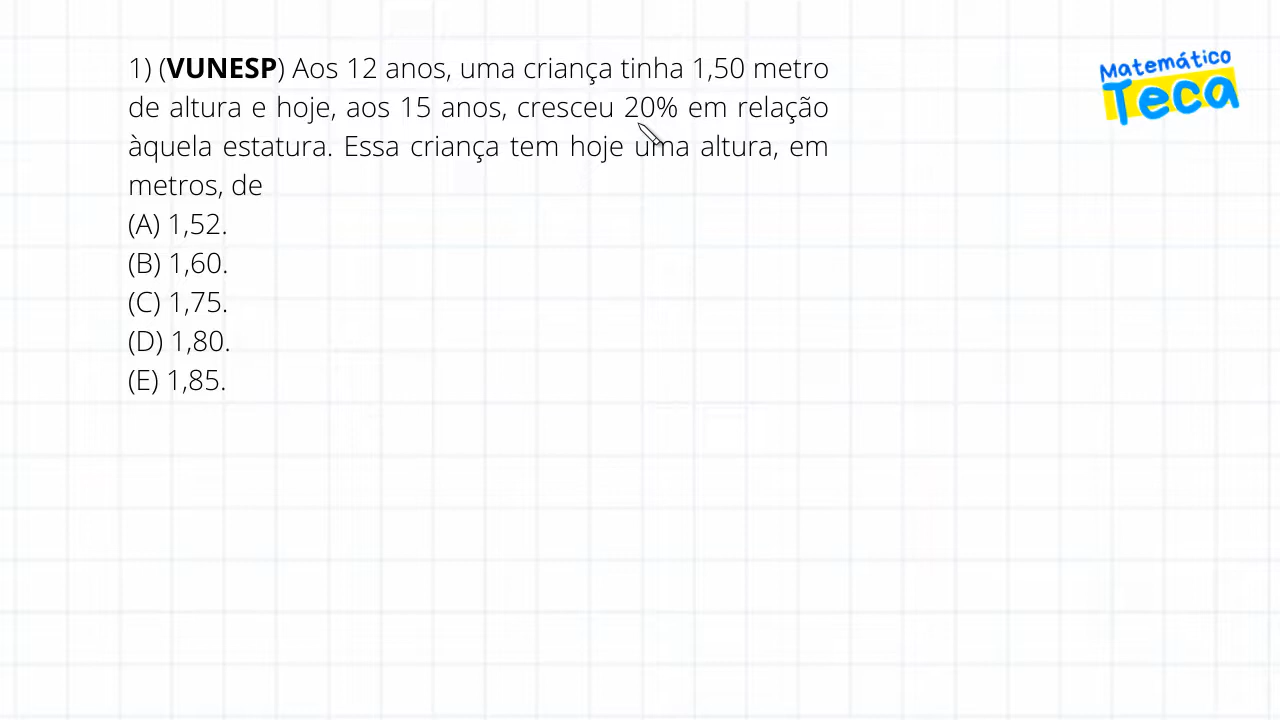 1) (VUNESP) Aos 12 anos, uma criança tinha 1,50 metro
de altura e hoje, aos 15 anos, cresceu 20% em relação
àquela estatura. Essa criança tem hoje uma altura, em
metros, de
(A) 1,52.
(B) 1,60.
(C) 1,75.
(D) 1,80.
(E) 1,85.
Matemático
Teca